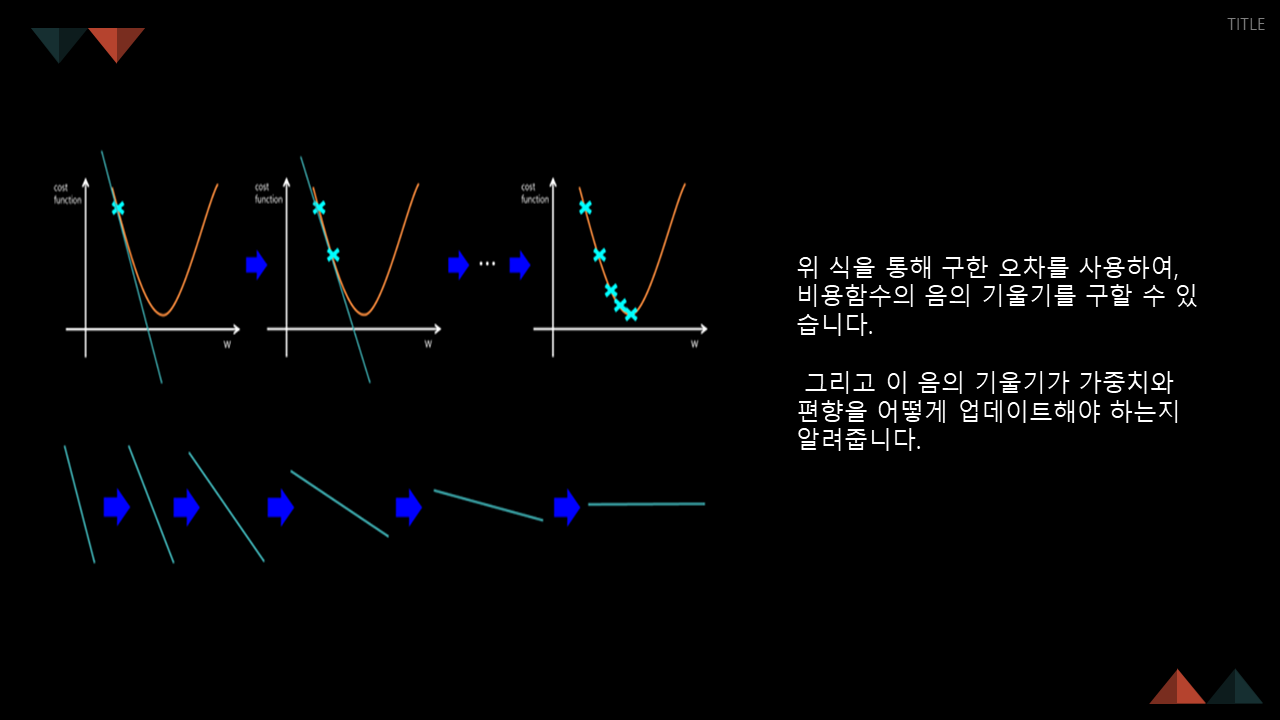 TITLE
cost
function
w
cost
function
w
...
cost
function
w
위 식을 통해 구한 오차를 사용하여,
비용함수의 음의 기울기를 구할 수 있
습니다.
그리고 이 음의 기울기가 가중치와
편향을 어떻게 업데이트해야 하는지
알려줍니다.